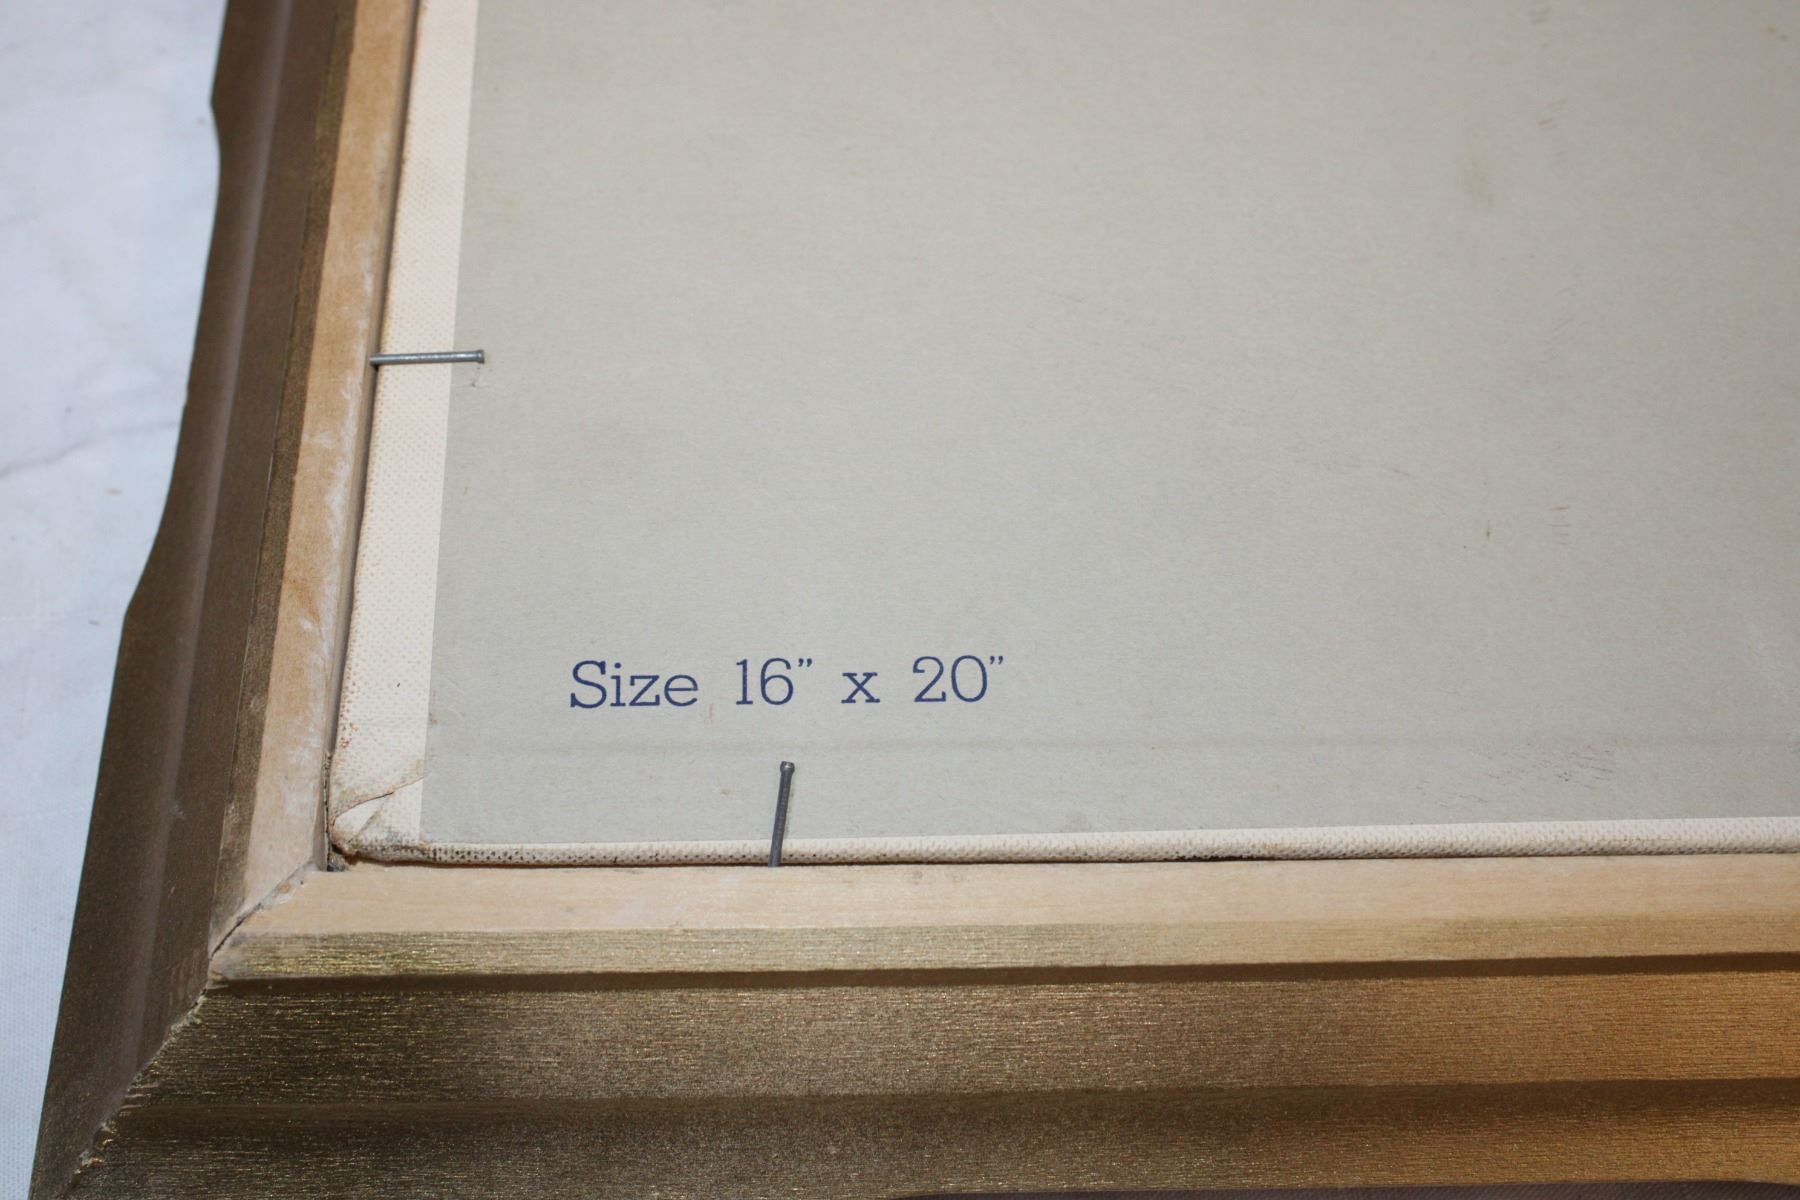 Size 16” x 20”